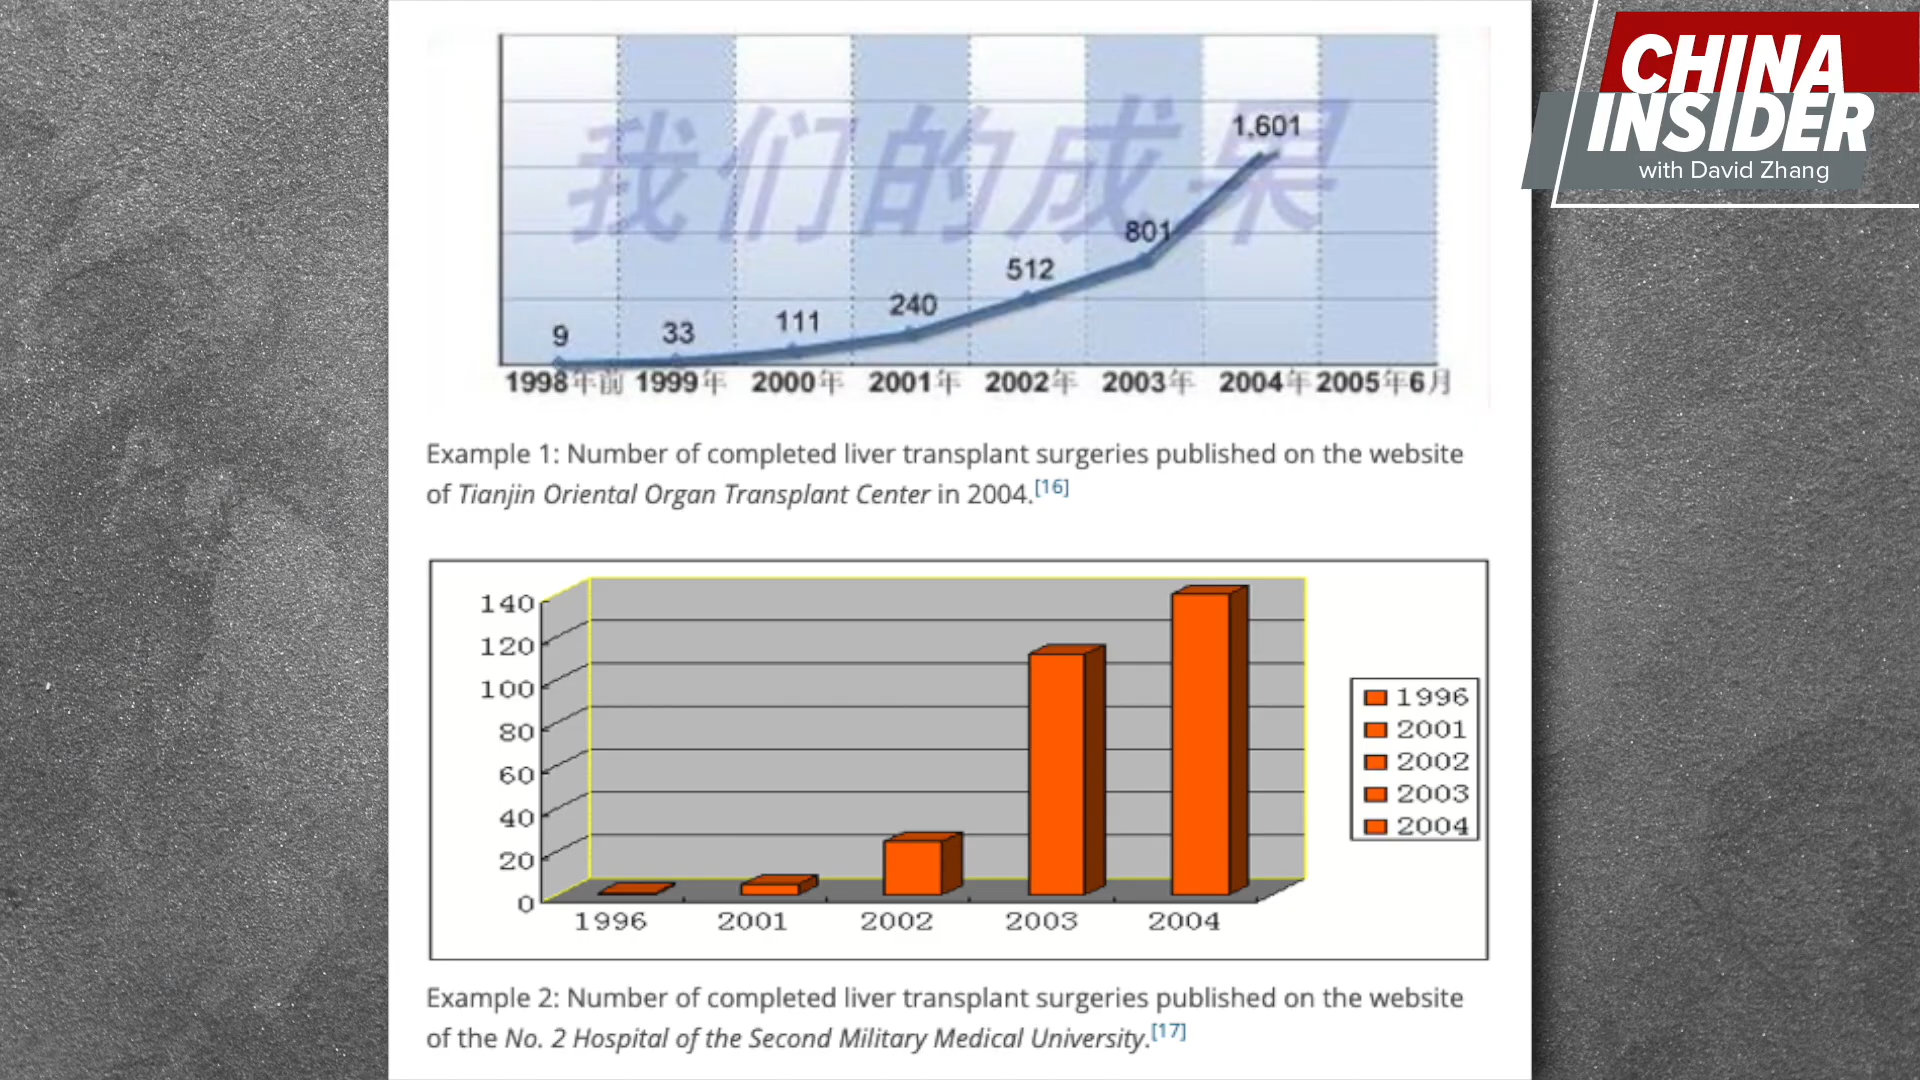 CHINA
INSIDER
with David Zhang
我们的成果
9
33
111
240
512
801
1,601
1998年前 1999年 2000年 2001年 2002年 2003年 2004年 2005年6月
Example 1: Number of completed liver transplant surgeries published on the website
of Tianjin Oriental Organ Transplant Center in 2004.[16]
140
120
100
80
60
40
20
0
1996 2001 2002 2003 2004
1996
2001
2002
2003
2004
Example 2: Number of completed liver transplant surgeries published on the website
of the No. 2 Hospital of the Second Military Medical University.[17]